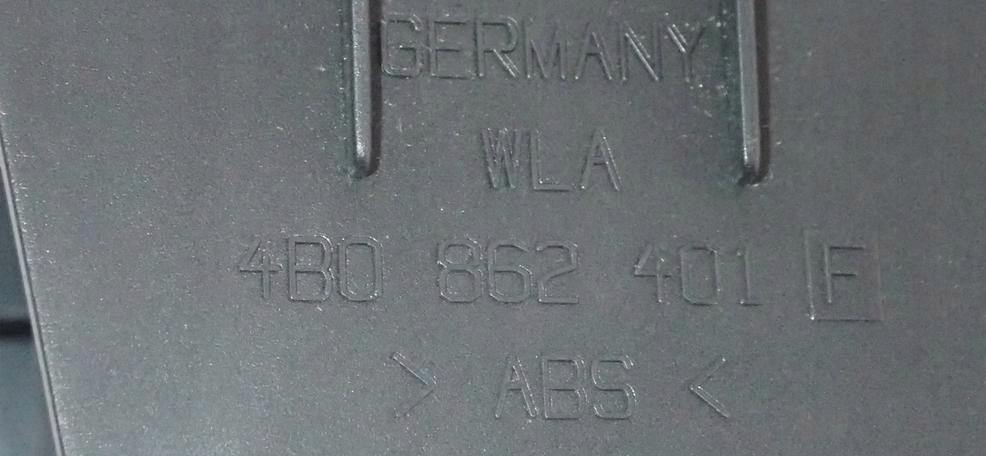 GERMANY
WLA
4B0 862 401 F
> ABS <